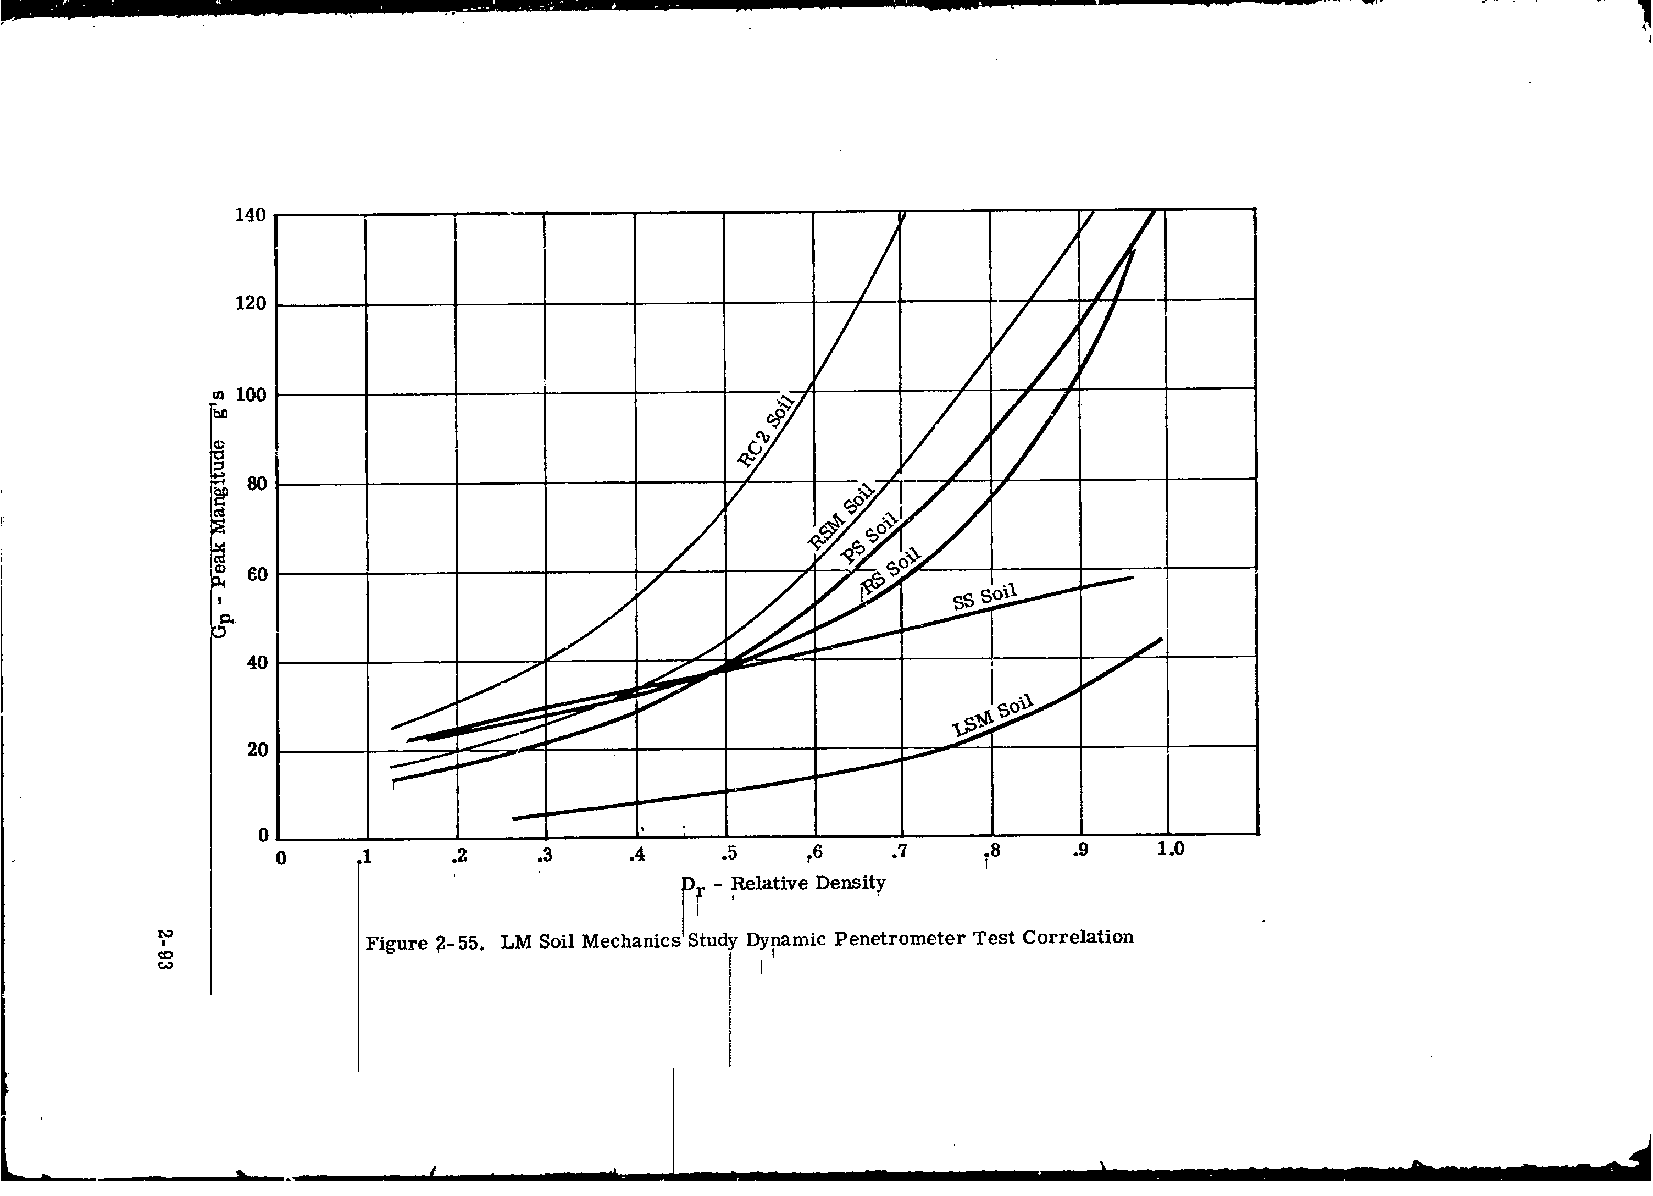 140
120
100
80
60
40
20
0
Gp - Peak Mangitude g's
RC2 Soil
RSM Soil
PS Soil
RS Soil
SS Soil
LSM Soil
0 .1 .2 .3 .4 .5 .6 .7 .8 .9 1.0
Dr - Relative Density
Figure 2-55. LM Soil Mechanics Study Dynamic Penetrometer Test Correlation
2-93